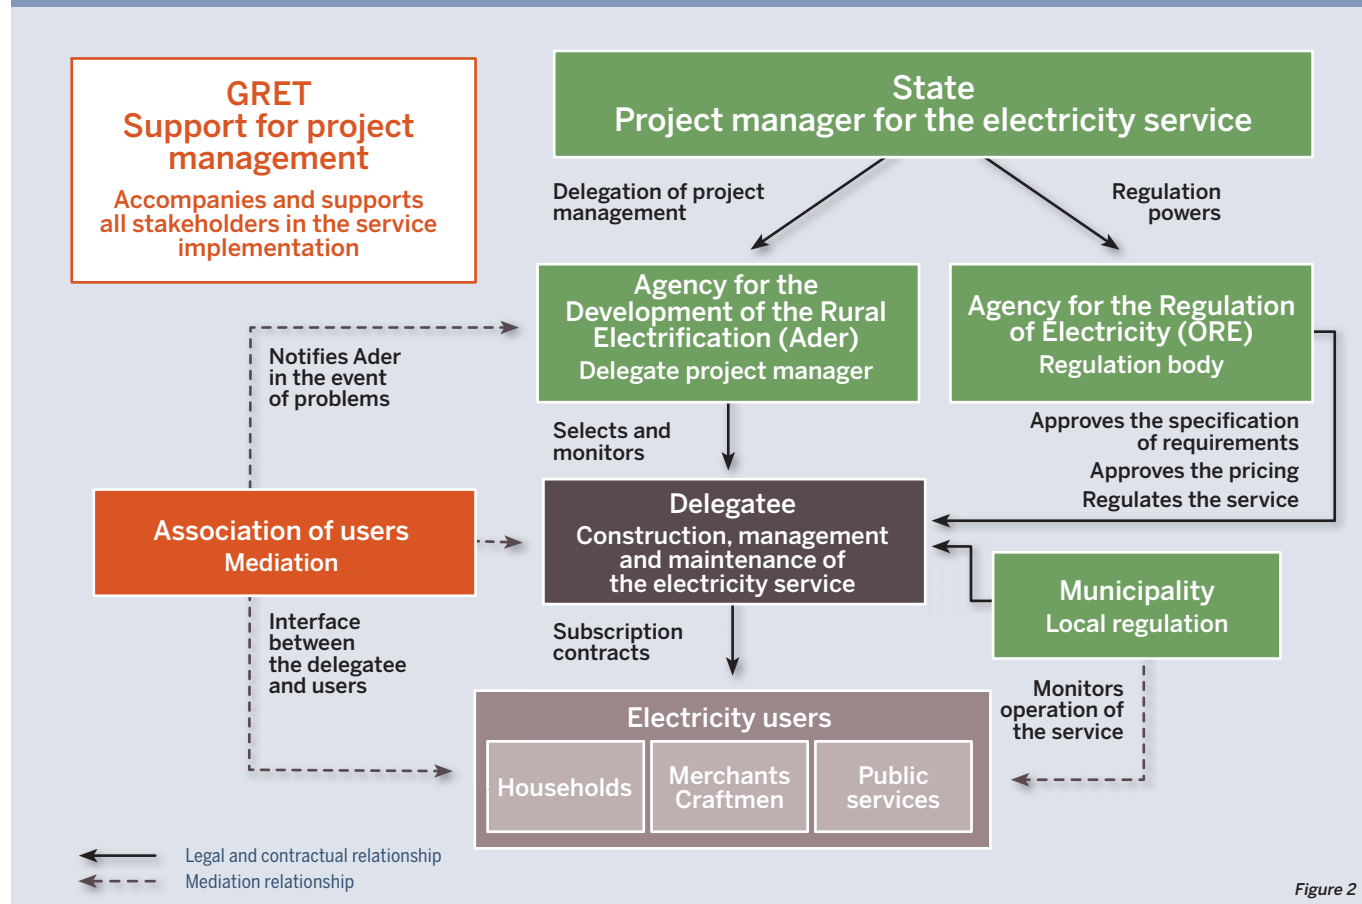 GRET
Support for project
management
Accompanies and supports
all stakeholders in the service
implementation
State
Project manager for the electricity service
Delegation of project
management
Regulation
powers
Agency for the
Development of the Rural
Electrification (Ader)
Delegate project manager
Agency for the Regulation
of Electricity (ORE)
Regulation body
Notifies Ader
in the event
of problems
Selects and
monitors
Approves the specification
of requirements
Approves the pricing
Regulates the service
Association of users
Mediation
Delegatee
Construction, management
and maintenance of
the electricity service
Municipality
Local regulation
Interface
between
the delegatee
and users
Subscription
contracts
Monitors
operation of
the service
Electricity users
Households
Merchants
Craftmen
Public
services
Legal and contractual relationship
Mediation relationship
Figure 2